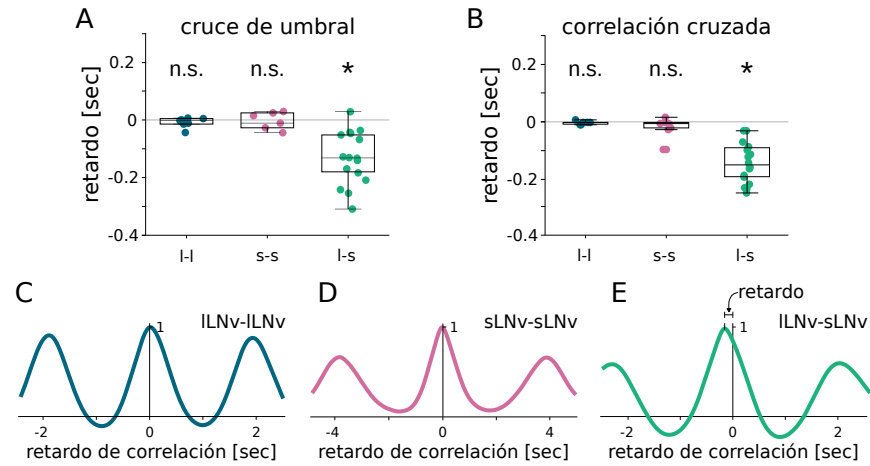 A
cruce de umbral
retardo [sec]
0.2
0
-0.2
-0.4
n.s.
n.s.
*
l-l
s-s
l-s
B
correlación cruzada
retardo [sec]
0.2
0
-0.2
-0.4
n.s.
n.s.
*
l-l
s-s
l-s
C
lLNv-lLNv
1
-2
0
2
retardo de correlación [sec]
D
sLNv-sLNv
1
-4
0
4
retardo de correlación [sec]
E
retardo
lLNv-sLNv
1
-2
0
2
retardo de correlación [sec]